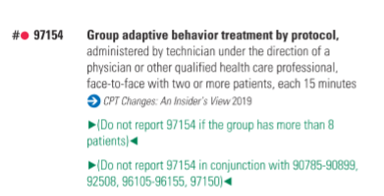 #● 97154 Group adaptive behavior treatment by protocol,
administered by technician under the direction of a
physician or other qualified health care professional,
face-to-face with two or more patients, each 15 minutes
➲ CPT Changes: An Insider's View 2019
►(Do not report 97154 if the group has more than 8
patients)◄
►(Do not report 97154 in conjunction with 90785-90899,
92508, 96105-96155, 97150)◄